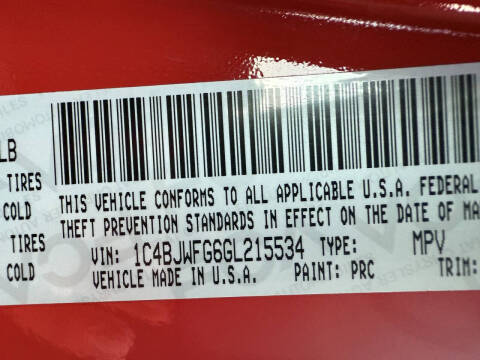 LB
TIRES
COLD
TIRES
COLD
THIS VEHICLE CONFORMS TO ALL APPLICABLE U.S.A. FEDERAL
THEFT PREVENTION STANDARDS IN EFFECT ON THE DATE OF MA
VIN: 1C4BJWFG6GL215534 TYPE: MPV
VEHICLE MADE IN U.S.A. PAINT: PRC TRIM: